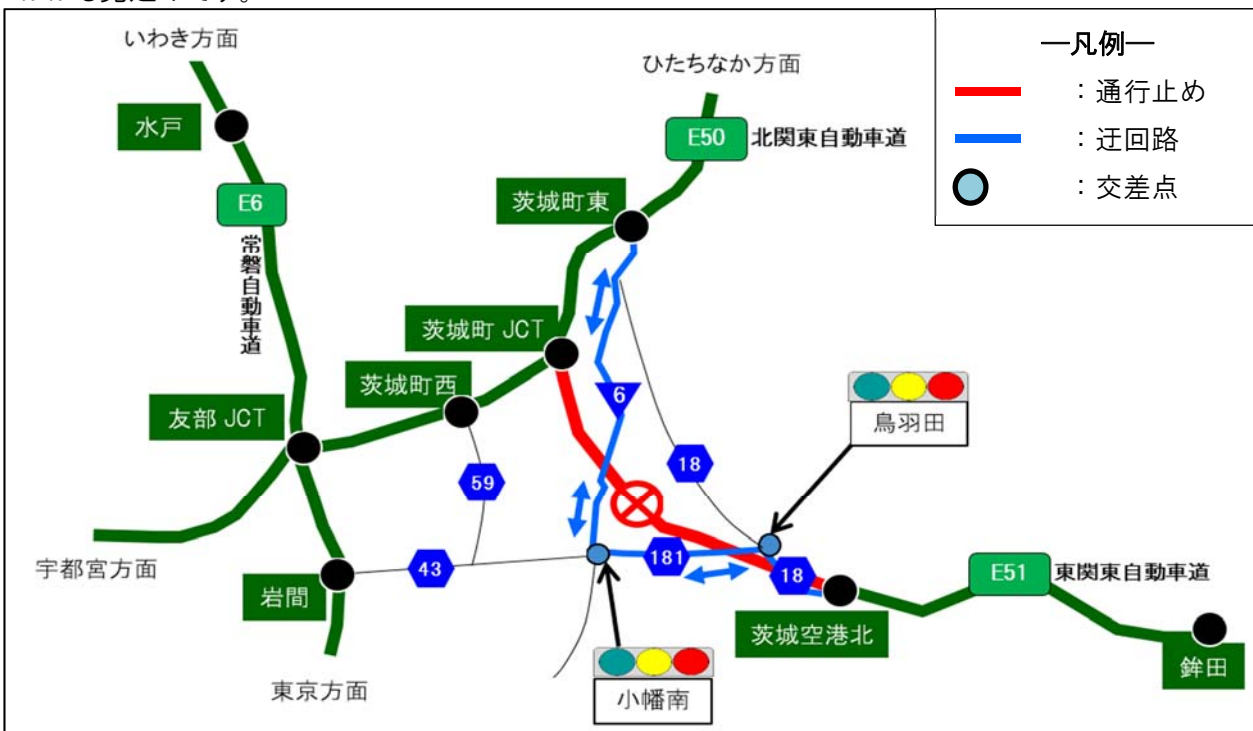 いわき方面
ひたちなか方面
―凡例―
：通行止め
：迂回路
：交差点
水戸
E50
北関東自動車道
E6
茨城町東
常磐自動車道
茨城町 JCT
茨城町西
6
鳥羽田
友部 JCT
18
59
宇都宮方面
43
181
18
E51
東関東自動車道
岩間
茨城空港北
鉾田
東京方面
小幡南